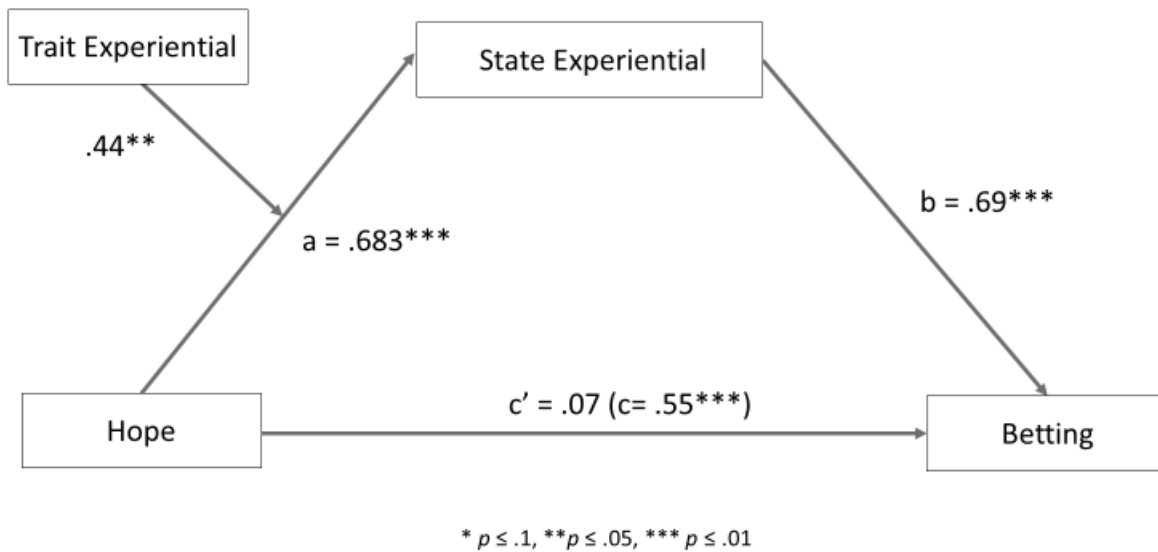 Trait Experiential
State Experiential
.44**
b = .69***
a = .683***
c’ = .07 (c= .55***)
Hope
Betting
* p ≤ .1, **p ≤ .05, *** p ≤ .01